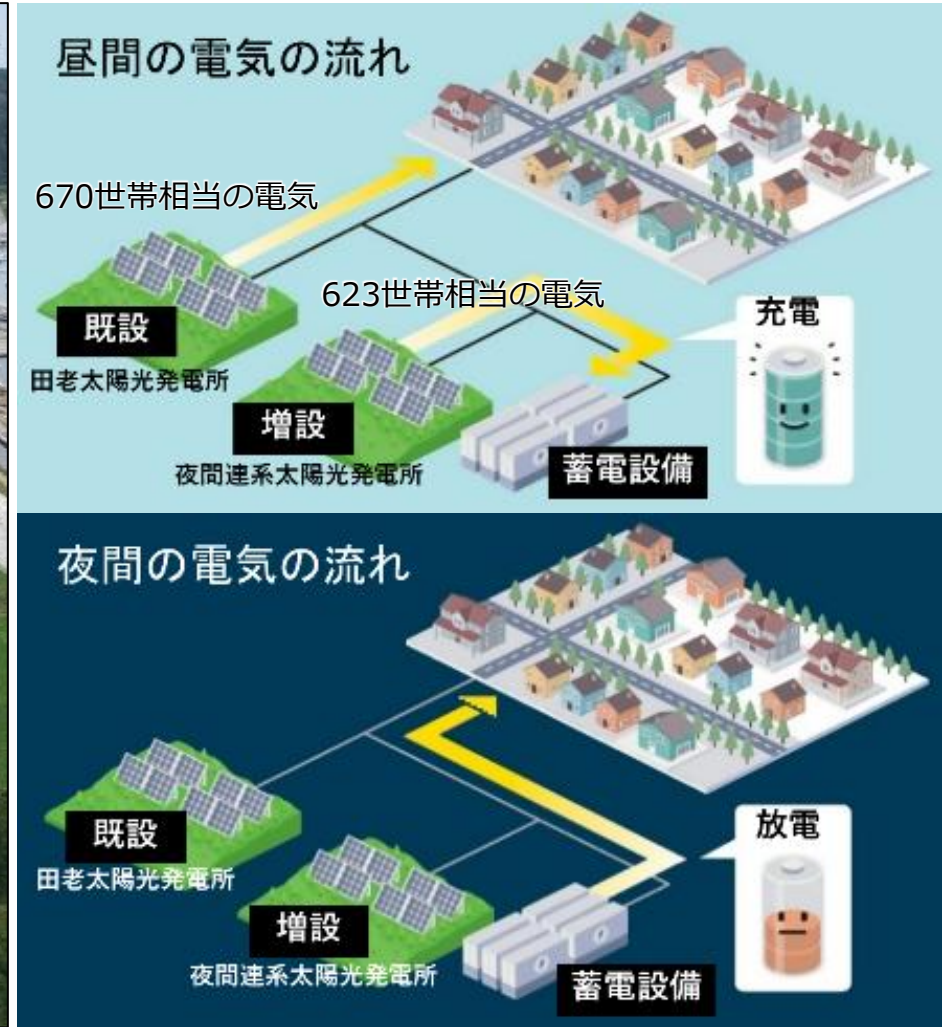 昼間の電気の流れ
670世帯相当の電気
623世帯相当の電気
充電
既設
田老太陽光発電所
増設
夜間連系太陽光発電所
蓄電設備
夜間の電気の流れ
放電
既設
田老太陽光発電所
増設
夜間連系太陽光発電所
蓄電設備